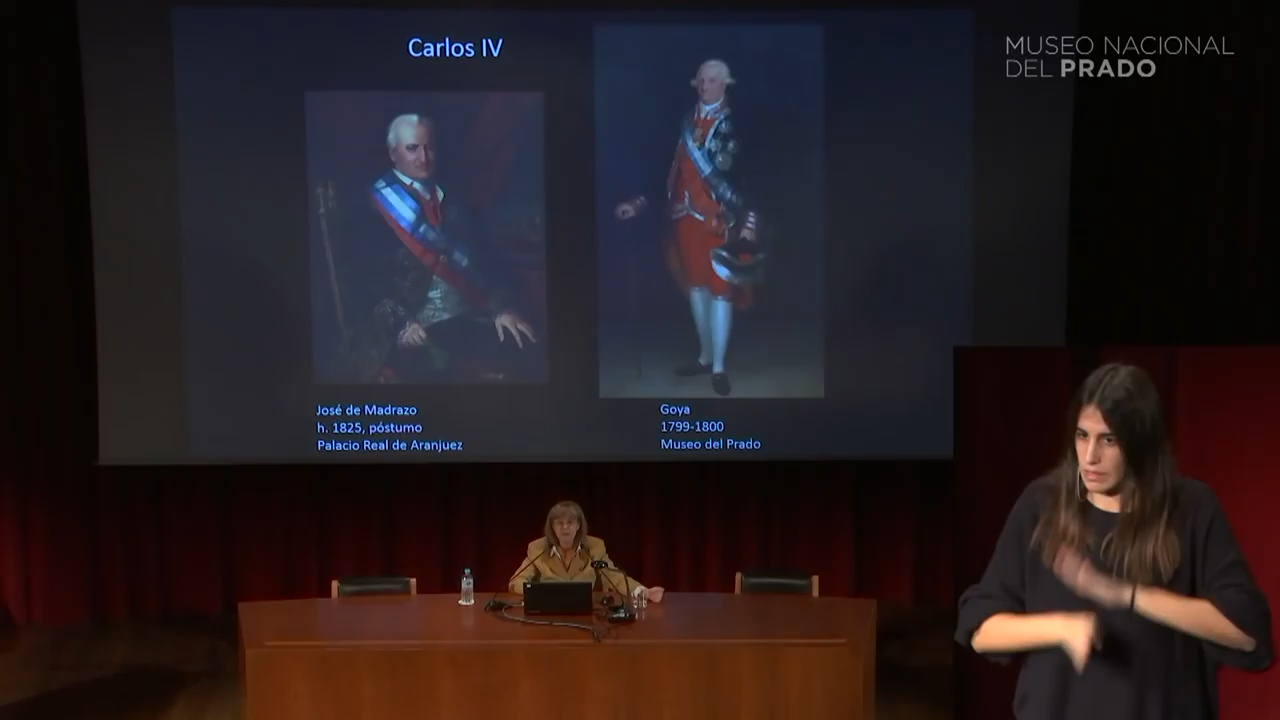 Carlos IV
MUSEO NACIONAL
DEL PRADO
José de Madrazo
h. 1825, póstumo
Palacio Real de Aranjuez
Goya
1799-1800
Museo del Prado